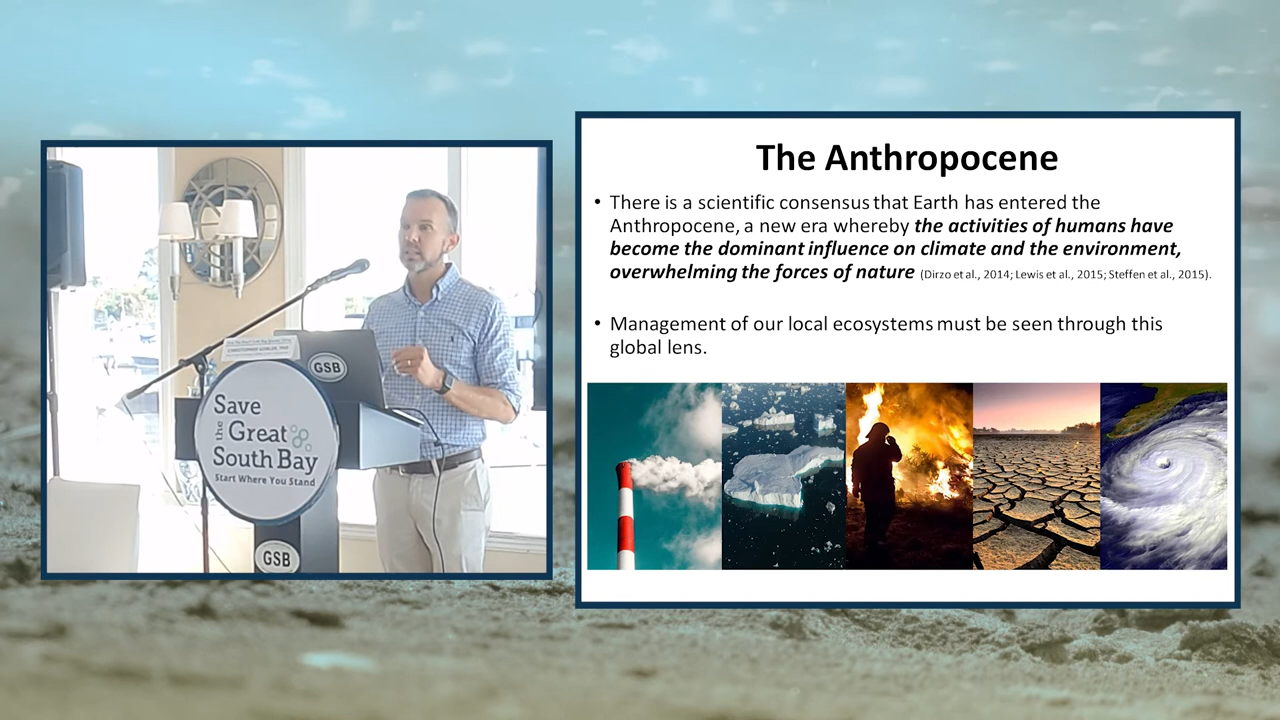 GSB
Save
the Great
South Bay
Start Where You Stand
GSB
The Anthropocene
• There is a scientific consensus that Earth has entered the
Anthropocene, a new era whereby the activities of humans have
become the dominant influence on climate and the environment,
overwhelming the forces of nature (Dirzo et al., 2014; Lewis et al., 2015; Steffen et al., 2015).
• Management of our local ecosystems must be seen through this
global lens.